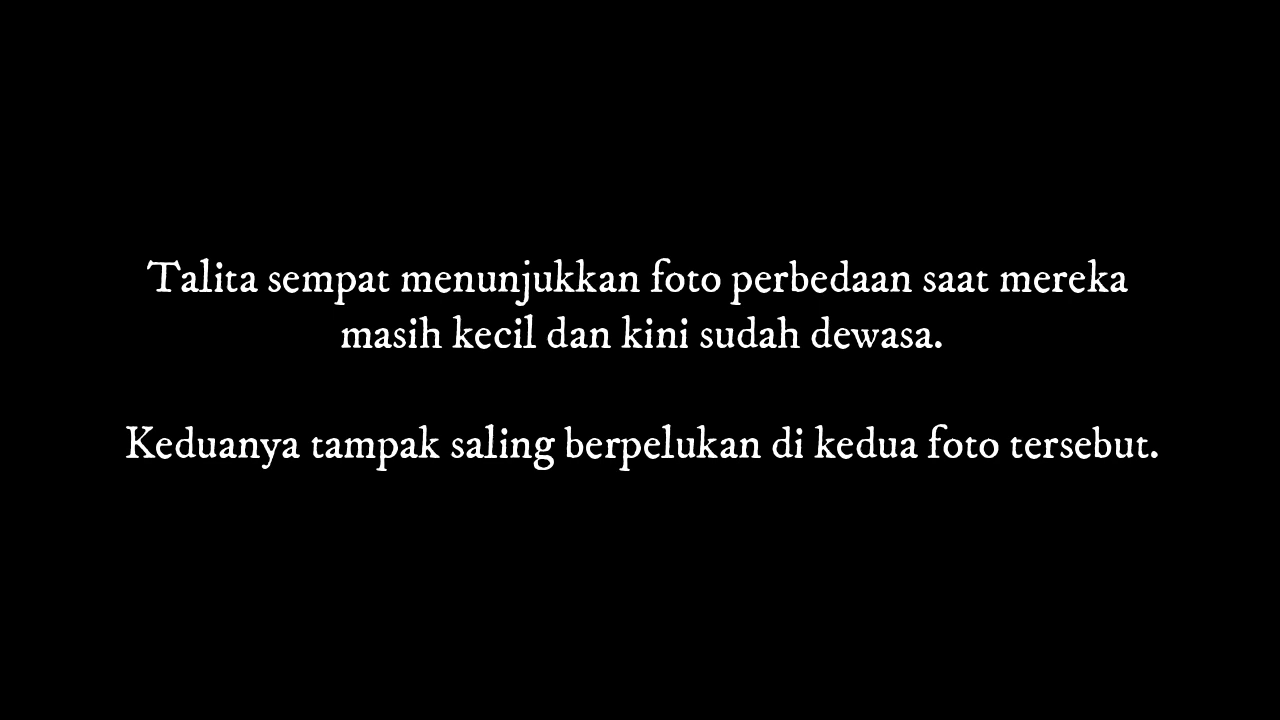 Talita sempat menunjukkan foto perbedaan saat mereka
masih kecil dan kini sudah dewasa.
Keduanya tampak saling berpelukan di kedua foto tersebut.